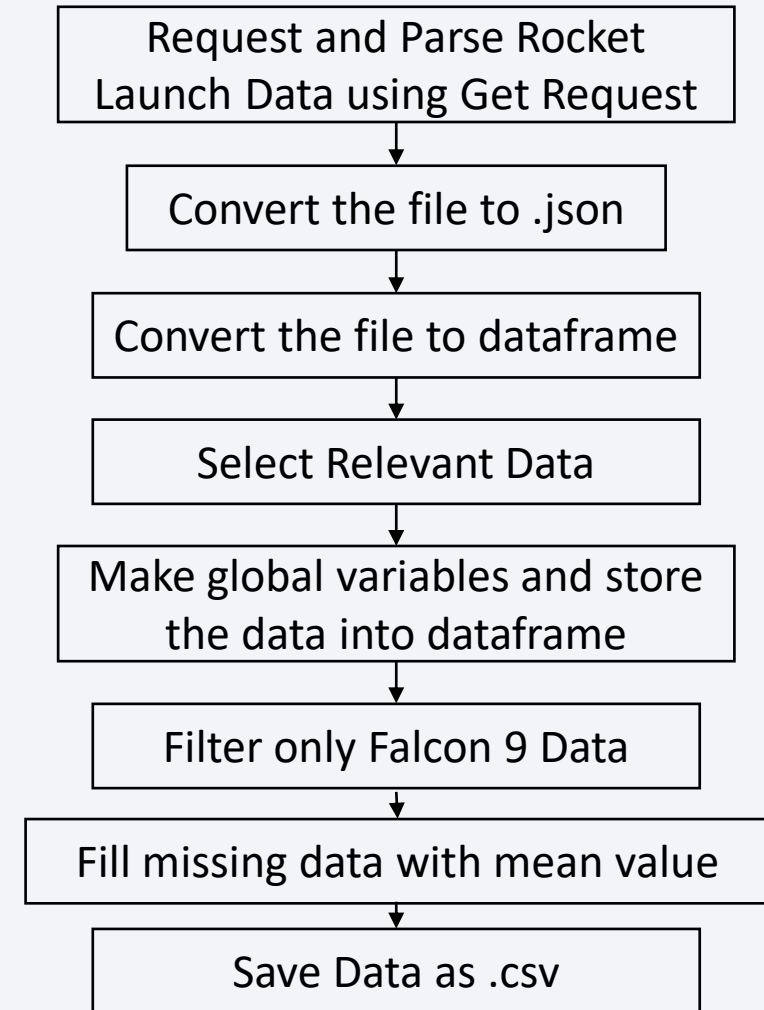 Request and Parse Rocket
Launch Data using Get Request
Convert the file to .json
Convert the file to dataframe
Select Relevant Data
Make global variables and store
the data into dataframe
Filter only Falcon 9 Data
Fill missing data with mean value
Save Data as .csv